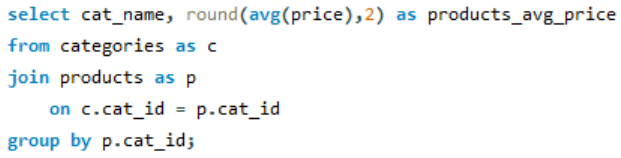 select cat_name, round(avg(price),2) as products_avg_price
from categories as c
join products as p
    on c.cat_id = p.cat_id
group by p.cat_id;